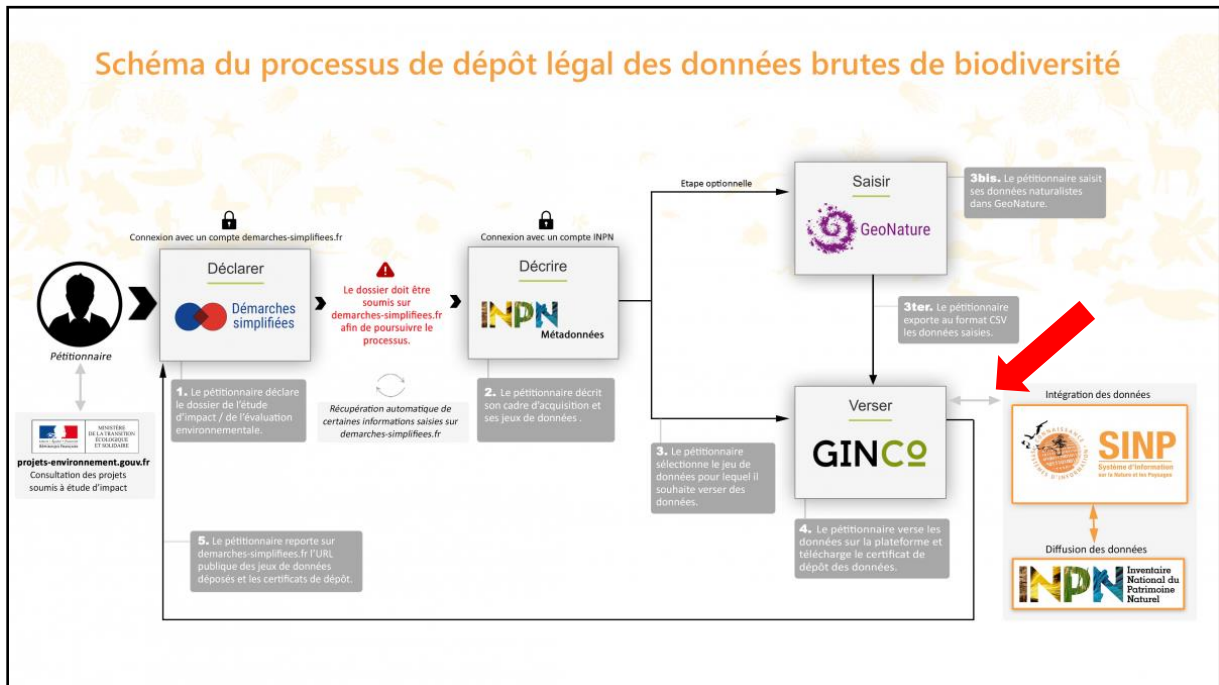 Schéma du processus de dépôt légal des données brutes de biodiversité
Pétitionnaire
MINISTÈRE
DE LA TRANSITION
ÉCOLOGIQUE
ET SOLIDAIRE
projets-environnement.gouv.fr
Consultation des projets
soumis à étude d'impact
Connexion avec un compte demarches-simplifiees.fr
Déclarer
Démarches
simplifiées
1. Le pétitionnaire déclare
le dossier de l'étude
d'impact / de l'évaluation
environnementale.
Le dossier doit être
soumis sur
demarches-simplifiees.fr
afin de poursuivre le
processus.
Récupération automatique de
certaines informations saisies sur
demarches-simplifiees.fr
Connexion avec un compte INPN
Décrire
INPN
Métadonnées
2. Le pétitionnaire décrit
son cadre d'acquisition et
ses jeux de données .
Etape optionnelle
Saisir
GeoNature
3bis. Le pétitionnaire saisit
ses données naturalistes
dans GeoNature.
3ter. Le pétitionnaire
exporte au format CSV
les données saisies.
Verser
GINCO
3. Le pétitionnaire
sélectionne le jeu de
données pour lequel il
souhaite verser des
données.
4. Le pétitionnaire verse les
données sur la plateforme et
télécharge le certificat de
dépôt des données.
5. Le pétitionnaire reporte sur
demarches-simplifiees.fr l'URL
publique des jeux de données
déposés et les certificats de dépôt.
Intégration des données
SINP
Système d'Information
sur la Nature et les Paysages
Diffusion des données
INPN
Inventaire
National du
Patrimoine
Naturel